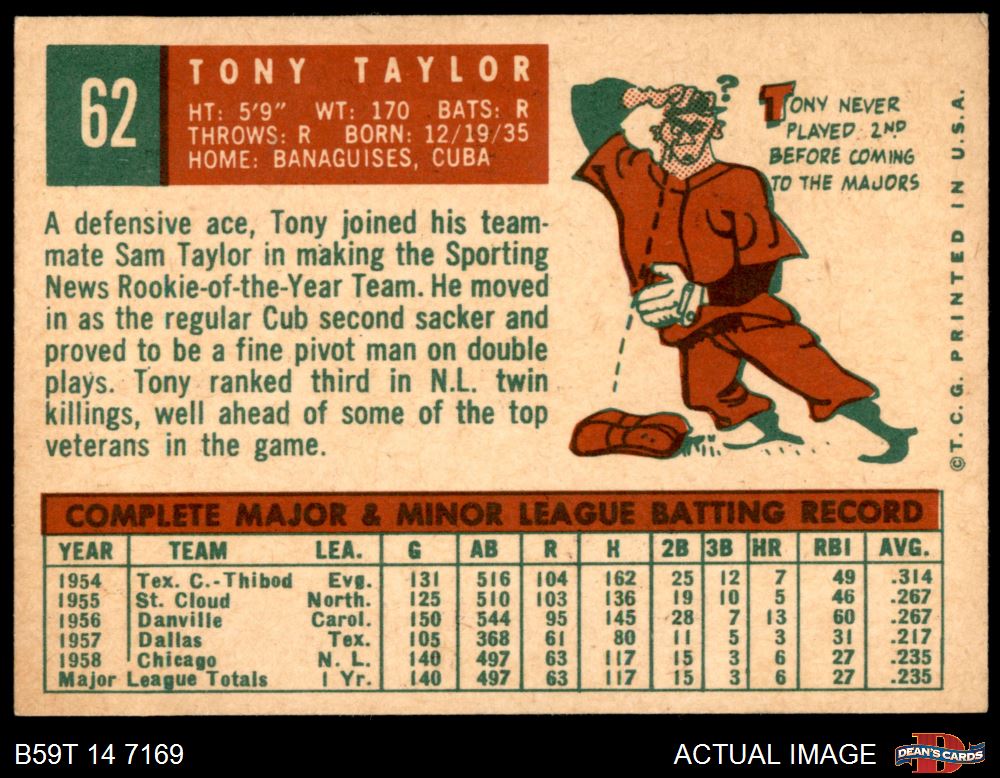 62
TONY TAYLOR
HT: 5'9" WT: 170 BATS: R
THROWS: R BORN: 12/19/35
HOME: BANAGUISES, CUBA
?
TONY NEVER
PLAYED 2ND
BEFORE COMING
TO THE MAJORS
©T.C.G. PRINTED IN U.S.A.
A defensive ace, Tony joined his team-
mate Sam Taylor in making the Sporting
News Rookie-of-the-Year Team. He moved
in as the regular Cub second sacker and
proved to be a fine pivot man on double
plays. Tony ranked third in N.L. twin
killings, well ahead of some of the top
veterans in the game.
COMPLETE MAJOR & MINOR LEAGUE BATTING RECORD
YEAR TEAM LEA. G AB R H 2B 3B HR RBI AVG.
1954 Tex. C.-Thibod Evg. 131 516 104 162 25 12 7 49 .314
1955 St. Cloud North. 125 510 103 136 19 10 5 46 .267
1956 Danville Carol. 150 544 95 145 28 7 13 60 .267
1957 Dallas Tex. 105 368 61 80 11 5 3 31 .217
1958 Chicago N. L. 140 497 63 117 15 3 6 27 .235
Major League Totals 1 Yr. 140 497 63 117 15 3 6 27 .235
B59T 14 7169
ACTUAL IMAGE
D
DEAN'S CARDS